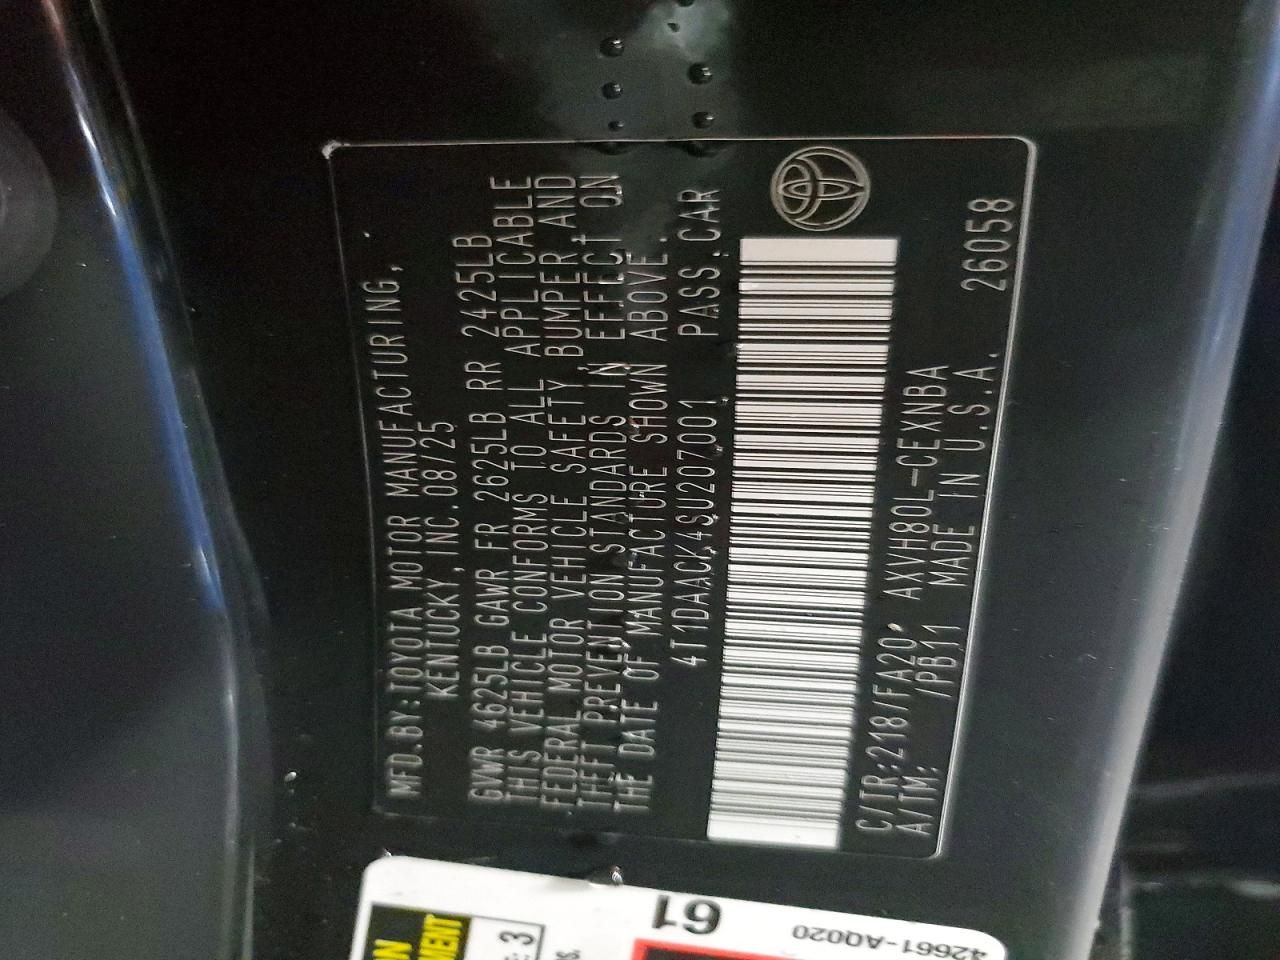 MFD.BY:TOYOTA MOTOR MANUFACTURING,
KENTUCKY, INC.08/25
GVWR 4625LB GAWR FR 2625LB RR 2425LB
THIS VEHICLE CONFORMS TO ALL APPLICABLE
FEDERAL MOTOR VEHICLE SAFETY, BUMPER, AND
THEFT PREVENTION STANDARDS IN EFFECT ON
THE DATE OF MANUFACTURE SHOWN ABOVE.
4T1DAACK4SU207001 PASS.CAR
C/TR:218/FA20 AXVH80L-CEXNBA
A/TM: /PB11 MADE IN U.S.A. 26058
61
3
42661-AQ020